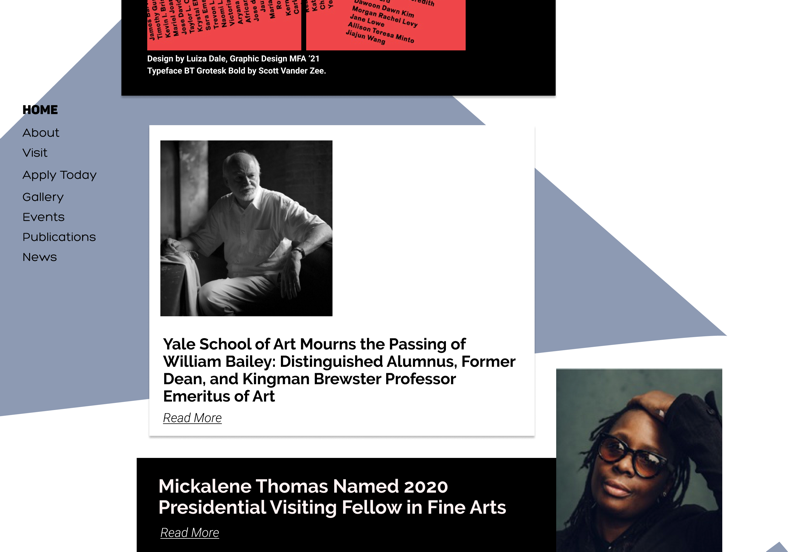 Dawoon Dawn Kim
Morgan Rachel Levy
Jane Lowe
Allison Teresa Minto
Jiajun Wang
Design by Luiza Dale, Graphic Design MFA '21
Typeface BT Grotesk Bold by Scott Vander Zee.
HOME
About
Visit
Apply Today
Gallery
Events
Publications
News
Yale School of Art Mourns the Passing of
William Bailey: Distinguished Alumnus, Former
Dean, and Kingman Brewster Professor
Emeritus of Art
Read More
Mickalene Thomas Named 2020
Presidential Visiting Fellow in Fine Arts
Read More